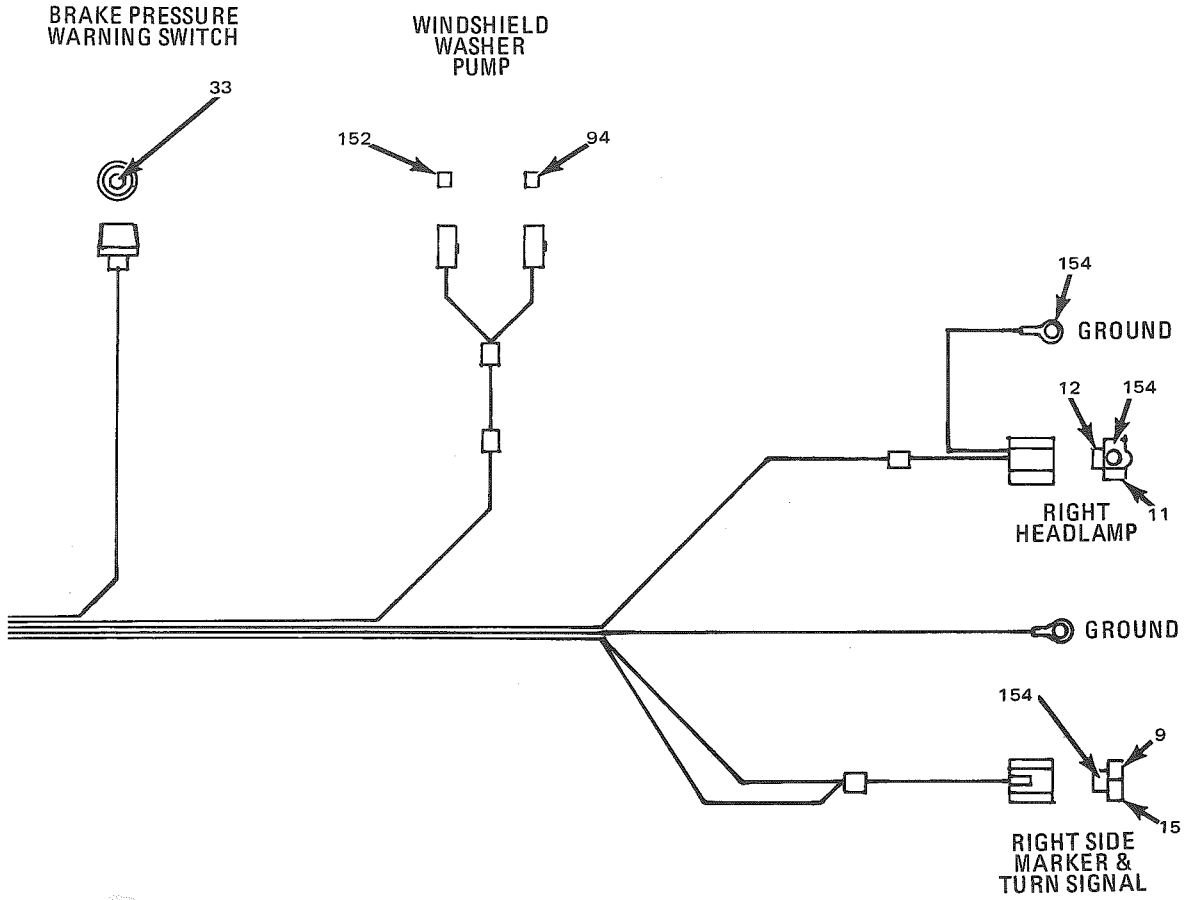 BRAKE PRESSURE
WARNING SWITCH
33
WINDSHIELD
WASHER
PUMP
152
94
154
GROUND
12
154
11
RIGHT
HEADLAMP
GROUND
154
9
15
RIGHT SIDE
MARKER &
TURN SIGNAL